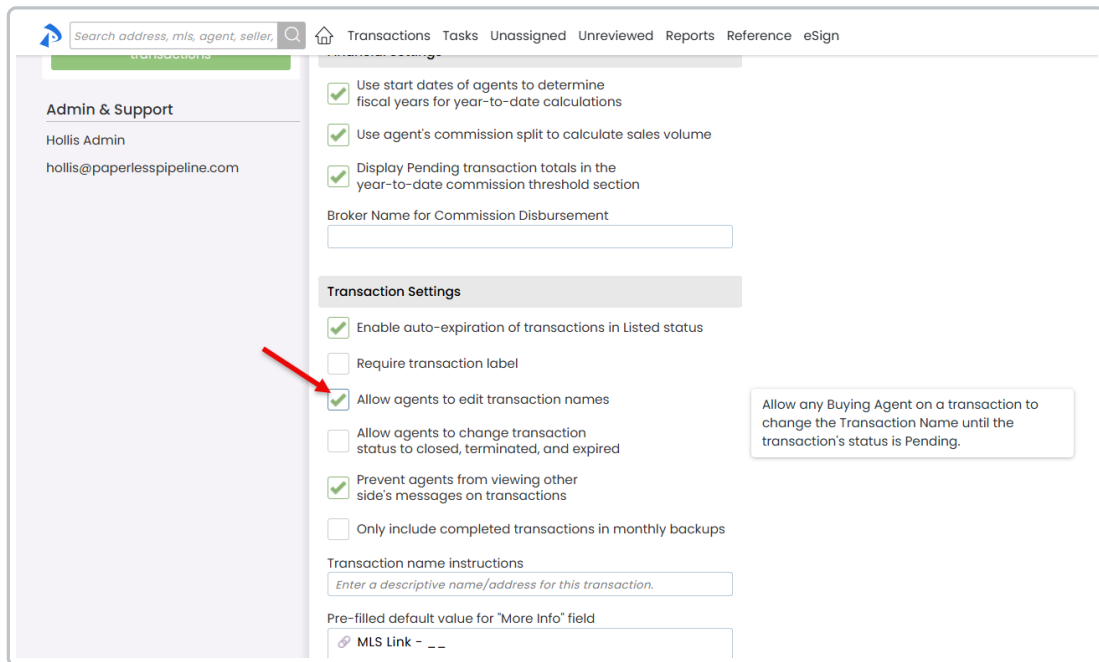 Search address, mls, agent, seller,
Transactions Tasks Unassigned Unreviewed Reports Reference eSign
transactions
Financial Settings
Admin & Support
Hollis Admin
hollis@paperlesspipeline.com
Use start dates of agents to determine
fiscal years for year-to-date calculations
Use agent's commission split to calculate sales volume
Display Pending transaction totals in the
year-to-date commission threshold section
Broker Name for Commission Disbursement
Transaction Settings
Enable auto-expiration of transactions in Listed status
Require transaction label
Allow agents to edit transaction names
Allow any Buying Agent on a transaction to
change the Transaction Name until the
transaction's status is Pending.
Allow agents to change transaction
status to closed, terminated, and expired
Prevent agents from viewing other
side's messages on transactions
Only include completed transactions in monthly backups
Transaction name instructions
Enter a descriptive name/address for this transaction.
Pre-filled default value for "More Info" field
MLS Link - _ _